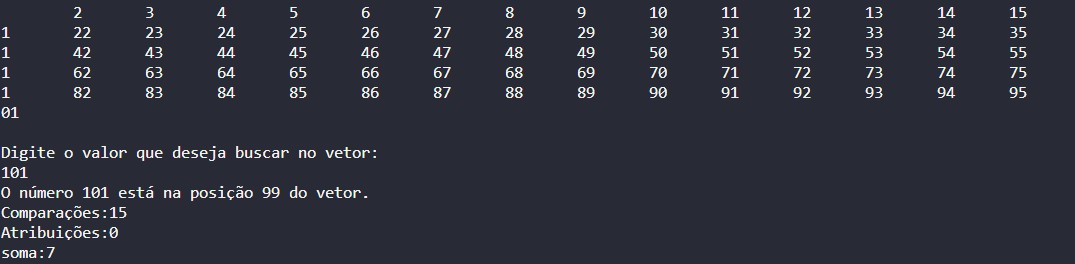 2 3 4 5 6 7 8 9 10 11 12 13 14 15
1 22 23 24 25 26 27 28 29 30 31 32 33 34 35
1 42 43 44 45 46 47 48 49 50 51 52 53 54 55
1 62 63 64 65 66 67 68 69 70 71 72 73 74 75
1 82 83 84 85 86 87 88 89 90 91 92 93 94 95
01
Digite o valor que deseja buscar no vetor:
101
O número 101 está na posição 99 do vetor.
Comparações:15
Atribuições:0
soma:7